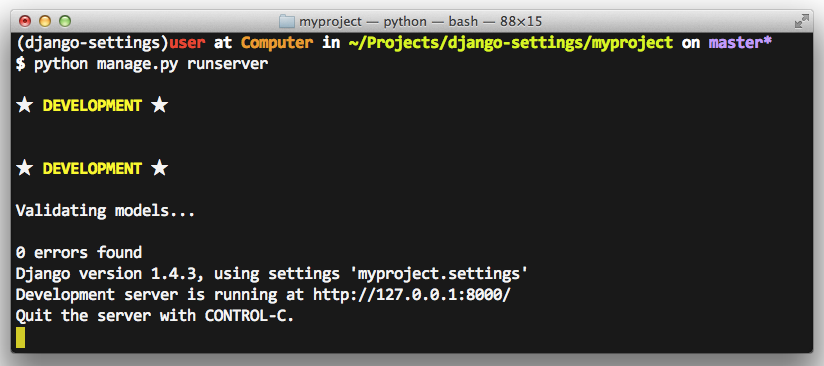 myproject — python — bash — 88×15
(django-settings)user at Computer in ~/Projects/django-settings/myproject on master*
$ python manage.py runserver
★ DEVELOPMENT ★
★ DEVELOPMENT ★
Validating models...
0 errors found
Django version 1.4.3, using settings 'myproject.settings'
Development server is running at http://127.0.0.1:8000/
Quit the server with CONTROL-C.